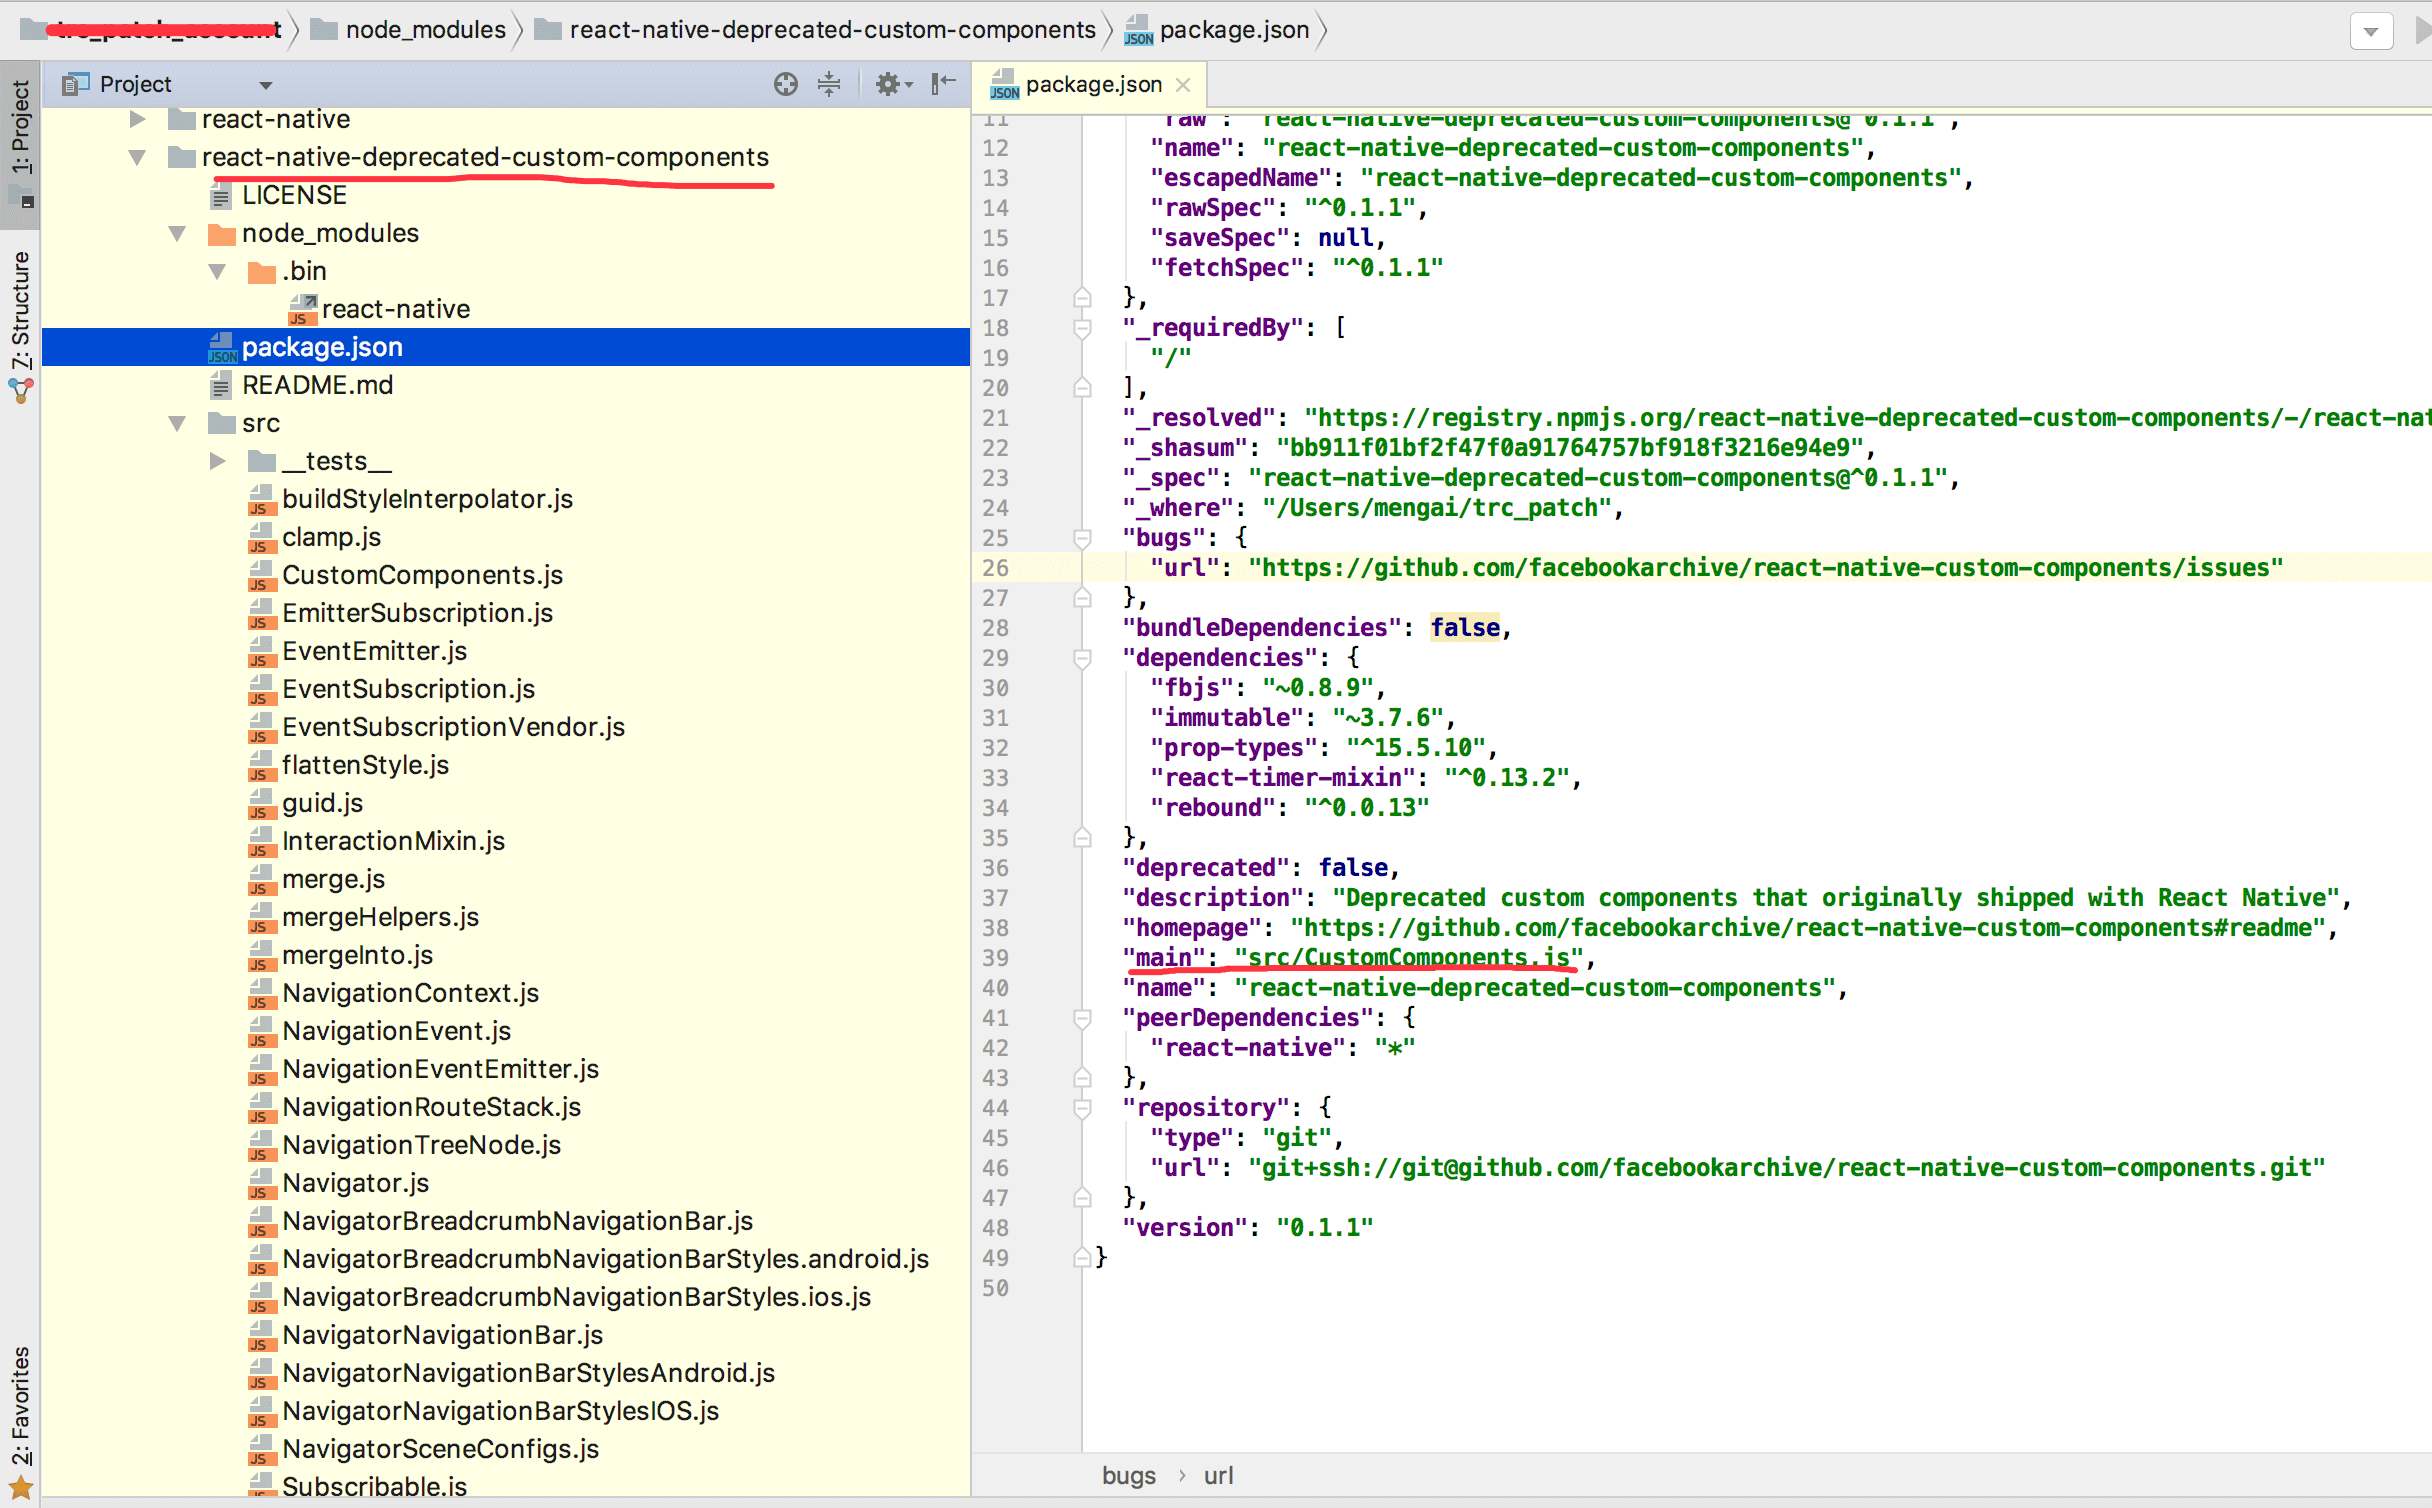 node_modules
react-native-deprecated-custom-components
package.json
1: Project
7: Structure
2: Favorites
Project
react-native
react-native-deprecated-custom-components
LICENSE
node_modules
.bin
react-native
package.json
README.md
src
__tests__
buildStyleInterpolator.js
clamp.js
CustomComponents.js
EmitterSubscription.js
EventEmitter.js
EventSubscription.js
EventSubscriptionVendor.js
flattenStyle.js
guid.js
InteractionMixin.js
merge.js
mergeHelpers.js
mergeInto.js
NavigationContext.js
NavigationEvent.js
NavigationEventEmitter.js
NavigationRouteStack.js
NavigationTreeNode.js
Navigator.js
NavigatorBreadcrumbNavigationBar.js
NavigatorBreadcrumbNavigationBarStyles.android.js
NavigatorBreadcrumbNavigationBarStyles.ios.js
NavigatorNavigationBar.js
NavigatorNavigationBarStylesAndroid.js
NavigatorNavigationBarStylesIOS.js
NavigatorSceneConfigs.js
Subscribable.js
package.json
11 "raw": "react-native-deprecated-custom-components@^0.1.1",
12 "name": "react-native-deprecated-custom-components",
13 "escapedName": "react-native-deprecated-custom-components",
14 "rawSpec": "^0.1.1",
15 "saveSpec": null,
16 "fetchSpec": "^0.1.1"
17 },
18 "_requiredBy": [
19 "/"
20 ],
21 "_resolved": "https://registry.npmjs.org/react-native-deprecated-custom-components/-/react-nat
22 "_shasum": "bb911f01bf2f47f0a91764757bf918f3216e94e9",
23 "_spec": "react-native-deprecated-custom-components@^0.1.1",
24 "_where": "/Users/mengai/trc_patch",
25 "bugs": {
26 "url": "https://github.com/facebookarchive/react-native-custom-components/issues"
27 },
28 "bundleDependencies": false,
29 "dependencies": {
30 "fbjs": "~0.8.9",
31 "immutable": "~3.7.6",
32 "prop-types": "^15.5.10",
33 "react-timer-mixin": "^0.13.2",
34 "rebound": "^0.0.13"
35 },
36 "deprecated": false,
37 "description": "Deprecated custom components that originally shipped with React Native",
38 "homepage": "https://github.com/facebookarchive/react-native-custom-components#readme",
39 "main": "src/CustomComponents.js",
40 "name": "react-native-deprecated-custom-components",
41 "peerDependencies": {
42 "react-native": "*"
43 },
44 "repository": {
45 "type": "git",
46 "url": "git+ssh://git@github.com/facebookarchive/react-native-custom-components.git"
47 },
48 "version": "0.1.1"
49 }
50
bugs › url